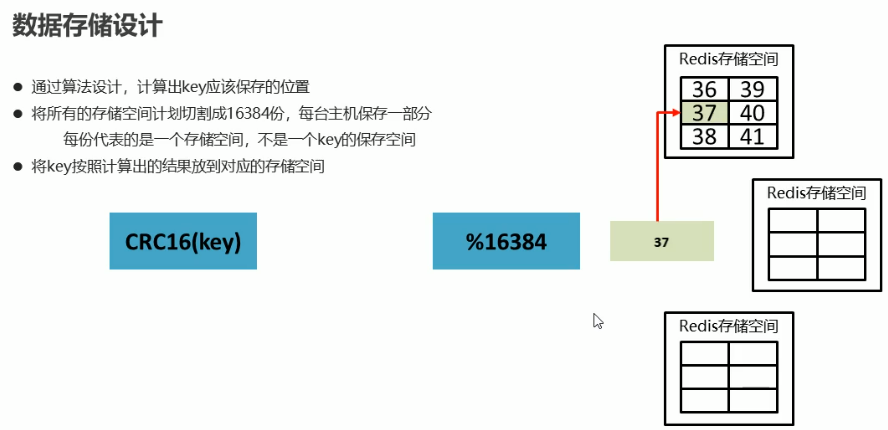 数据存储设计
● 通过算法设计，计算出key应该保存的位置
● 将所有的存储空间计划切割成16384份，每台主机保存一部分
每份代表的是一个存储空间，不是一个key的保存空间
● 将key按照计算出的结果放到对应的存储空间
CRC16(key)
%16384
37
Redis存储空间
36 39
37 40
38 41
Redis存储空间
Redis存储空间